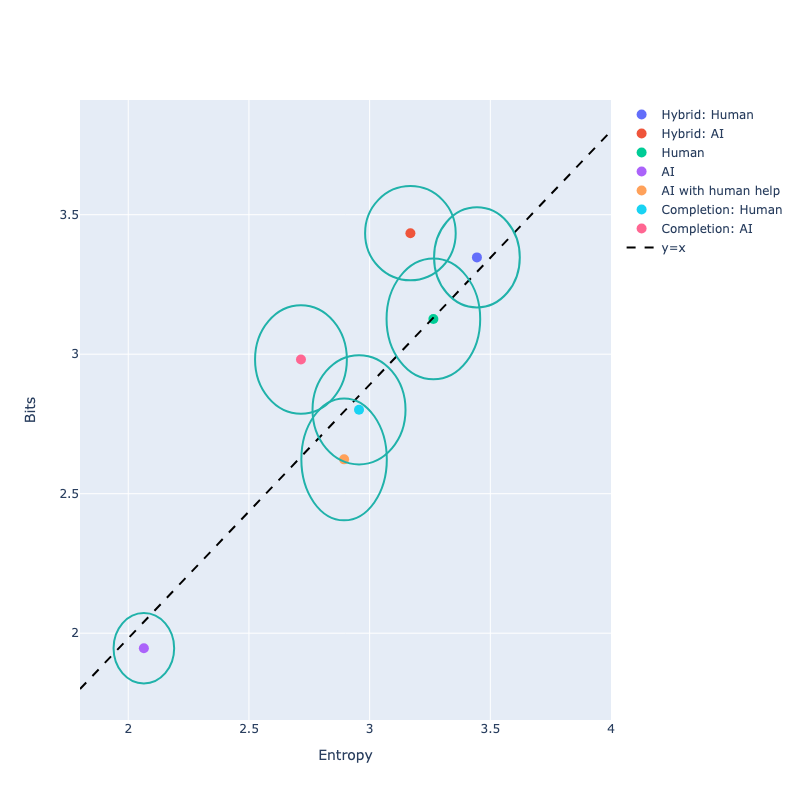 Hybrid: Human
Hybrid: AI
Human
AI
AI with human help
Completion: Human
Completion: AI
y=x
3.5
3
2.5
2
2
2.5
3
3.5
4
Entropy
Bits